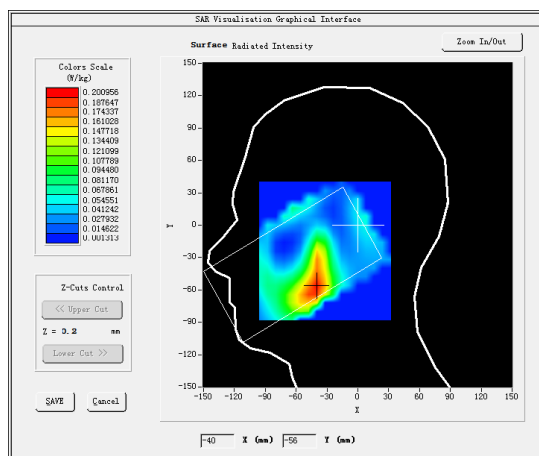 SAR Visualisation Graphical Interface
Surface Radiated Intensity
Zoom In/Out
Colors Scale
(W/kg)
0.200956
0.187647
0.174337
0.161028
0.147718
0.134409
0.121099
0.107789
0.094480
0.081170
0.067861
0.054551
0.041242
0.027932
0.014622
0.001313
150
120
90
60
30
0
-30
-60
-90
-120
-150
Y
-150 -120 -90 -60 -30 0 30 60 90 120 150
X
Z-Cuts Control
<< Upper Cut
Z = 0.2 mm
Lower Cut >>
SAVE Cancel
-40 X (mm) -56 Y (mm)